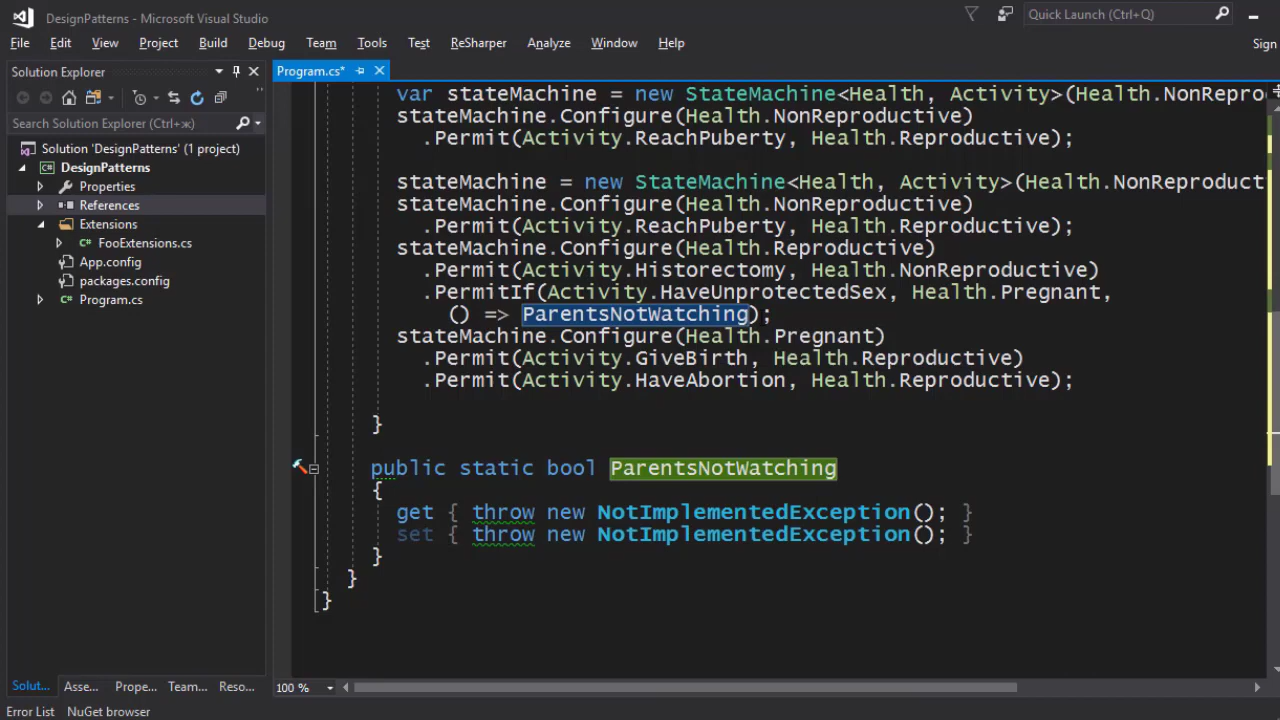 DesignPatterns - Microsoft Visual Studio
Quick Launch (Ctrl+Q)
File Edit View Project Build Debug Team Tools Test ReSharper Analyze Window Help
Sign
Solution Explorer
Program.cs*
Search Solution Explorer (Ctrl+ж)
Solution 'DesignPatterns' (1 project)
DesignPatterns
Properties
References
Extensions
FooExtensions.cs
App.config
packages.config
Program.cs
var stateMachine = new StateMachine<Health, Activity>(Health.NonRepro
stateMachine.Configure(Health.NonReproductive)
.Permit(Activity.ReachPuberty, Health.Reproductive);
stateMachine = new StateMachine<Health, Activity>(Health.NonReproduct
stateMachine.Configure(Health.NonReproductive)
.Permit(Activity.ReachPuberty, Health.Reproductive);
stateMachine.Configure(Health.Reproductive)
.Permit(Activity.Historectomy, Health.NonReproductive)
.PermitIf(Activity.HaveUnprotectedSex, Health.Pregnant,
() => ParentsNotWatching);
stateMachine.Configure(Health.Pregnant)
.Permit(Activity.GiveBirth, Health.Reproductive)
.Permit(Activity.HaveAbortion, Health.Reproductive);
}
public static bool ParentsNotWatching
{
get { throw new NotImplementedException(); }
set { throw new NotImplementedException(); }
}
}
}
Solut... Asse... Prope... Team... Reso...
100 %
Error List NuGet browser